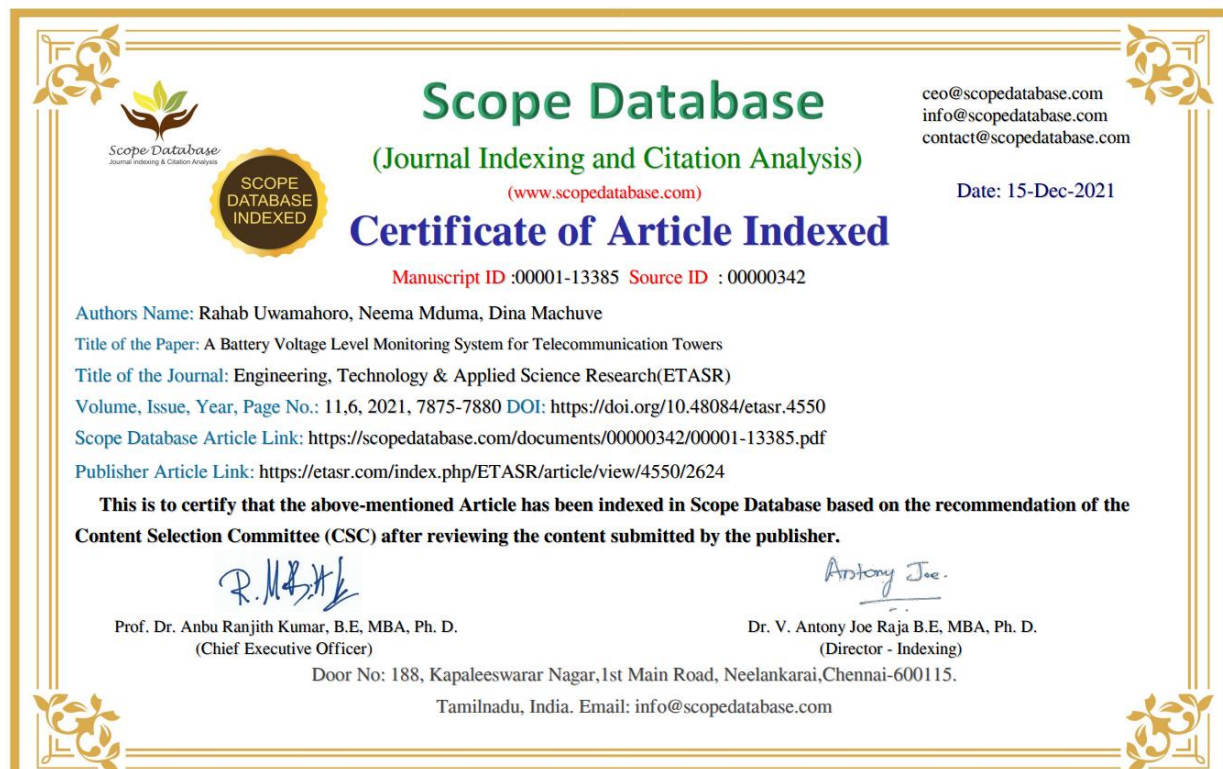 Scope Database
Journal Indexing & Citation Analysis
SCOPE
DATABASE
INDEXED
Scope Database
(Journal Indexing and Citation Analysis)
(www.scopedatabase.com)
Certificate of Article Indexed
ceo@scopedatabase.com
info@scopedatabase.com
contact@scopedatabase.com
Date: 15-Dec-2021
Manuscript ID :00001-13385 Source ID : 00000342
Authors Name: Rahab Uwamahoro, Neema Mduma, Dina Machuve
Title of the Paper: A Battery Voltage Level Monitoring System for Telecommunication Towers
Title of the Journal: Engineering, Technology & Applied Science Research(ETASR)
Volume, Issue, Year, Page No.: 11,6, 2021, 7875-7880 DOI: https://doi.org/10.48084/etasr.4550
Scope Database Article Link: https://scopedatabase.com/documents/00000342/00001-13385.pdf
Publisher Article Link: https://etasr.com/index.php/ETASR/article/view/4550/2624
This is to certify that the above-mentioned Article has been indexed in Scope Database based on the recommendation of the
Content Selection Committee (CSC) after reviewing the content submitted by the publisher.
Antony Joe.
Prof. Dr. Anbu Ranjith Kumar, B.E, MBA, Ph. D.
(Chief Executive Officer)
Dr. V. Antony Joe Raja B.E, MBA, Ph. D.
(Director - Indexing)
Door No: 188, Kapaleeswarar Nagar,1st Main Road, Neelankarai,Chennai-600115.
Tamilnadu, India. Email: info@scopedatabase.com